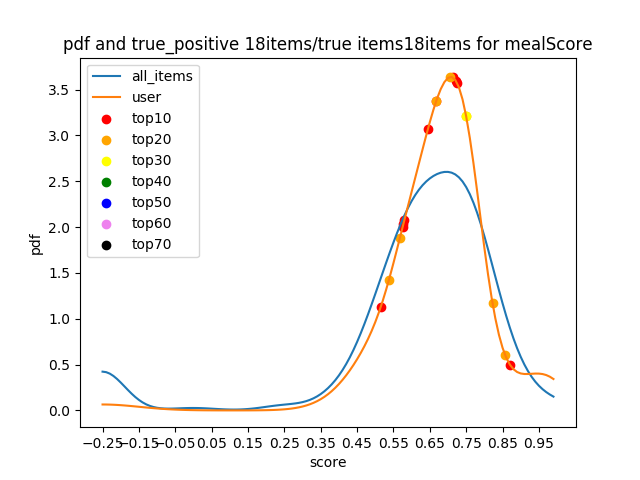 pdf and true_positive 18items/true items18items for mealScore
all_items
user
top10
top20
top30
top40
top50
top60
top70
pdf
3.5
3.0
2.5
2.0
1.5
1.0
0.5
0.0
−0.25 −0.15 −0.05 0.05 0.15 0.25 0.35 0.45 0.55 0.65 0.75 0.85 0.95
score